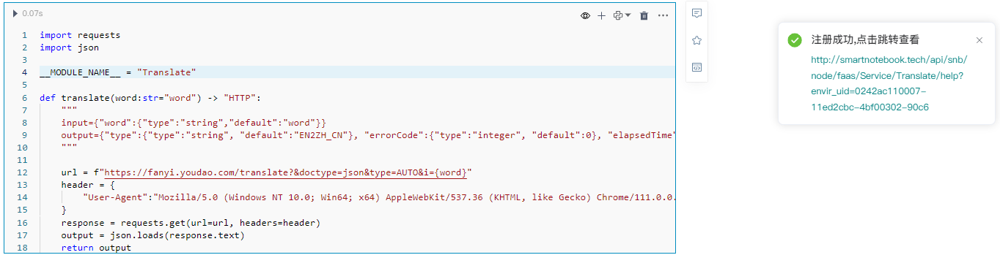 0.07s
1 import requests
2 import json
3
4 __MODULE_NAME__ = "Translate"
5
6 def translate(word:str="word") -> "HTTP":
7 """
8 input={"word":{"type":"string","default":"word"}}
9 output={"type":{"type":"string", "default":"EN2ZH_CN"}, "errorCode":{"type":"integer", "default":0}, "elapsedTime"
10 """
11
12 url = f"https://fanyi.youdao.com/translate?&doctype=json&type=AUTO&i={word}"
13 header = {
14 "User-Agent":"Mozilla/5.0 (Windows NT 10.0; Win64; x64) AppleWebKit/537.36 (KHTML, like Gecko) Chrome/111.0.0.
15 }
16 response = requests.get(url=url, headers=header)
17 output = json.loads(response.text)
18 return output
注册成功,点击跳转查看
http://smartnotebook.tech/api/snb/
node/faas/Service/Translate/help?
envir_uid=0242ac110007-
11ed2cbc-4bf00302-90c6